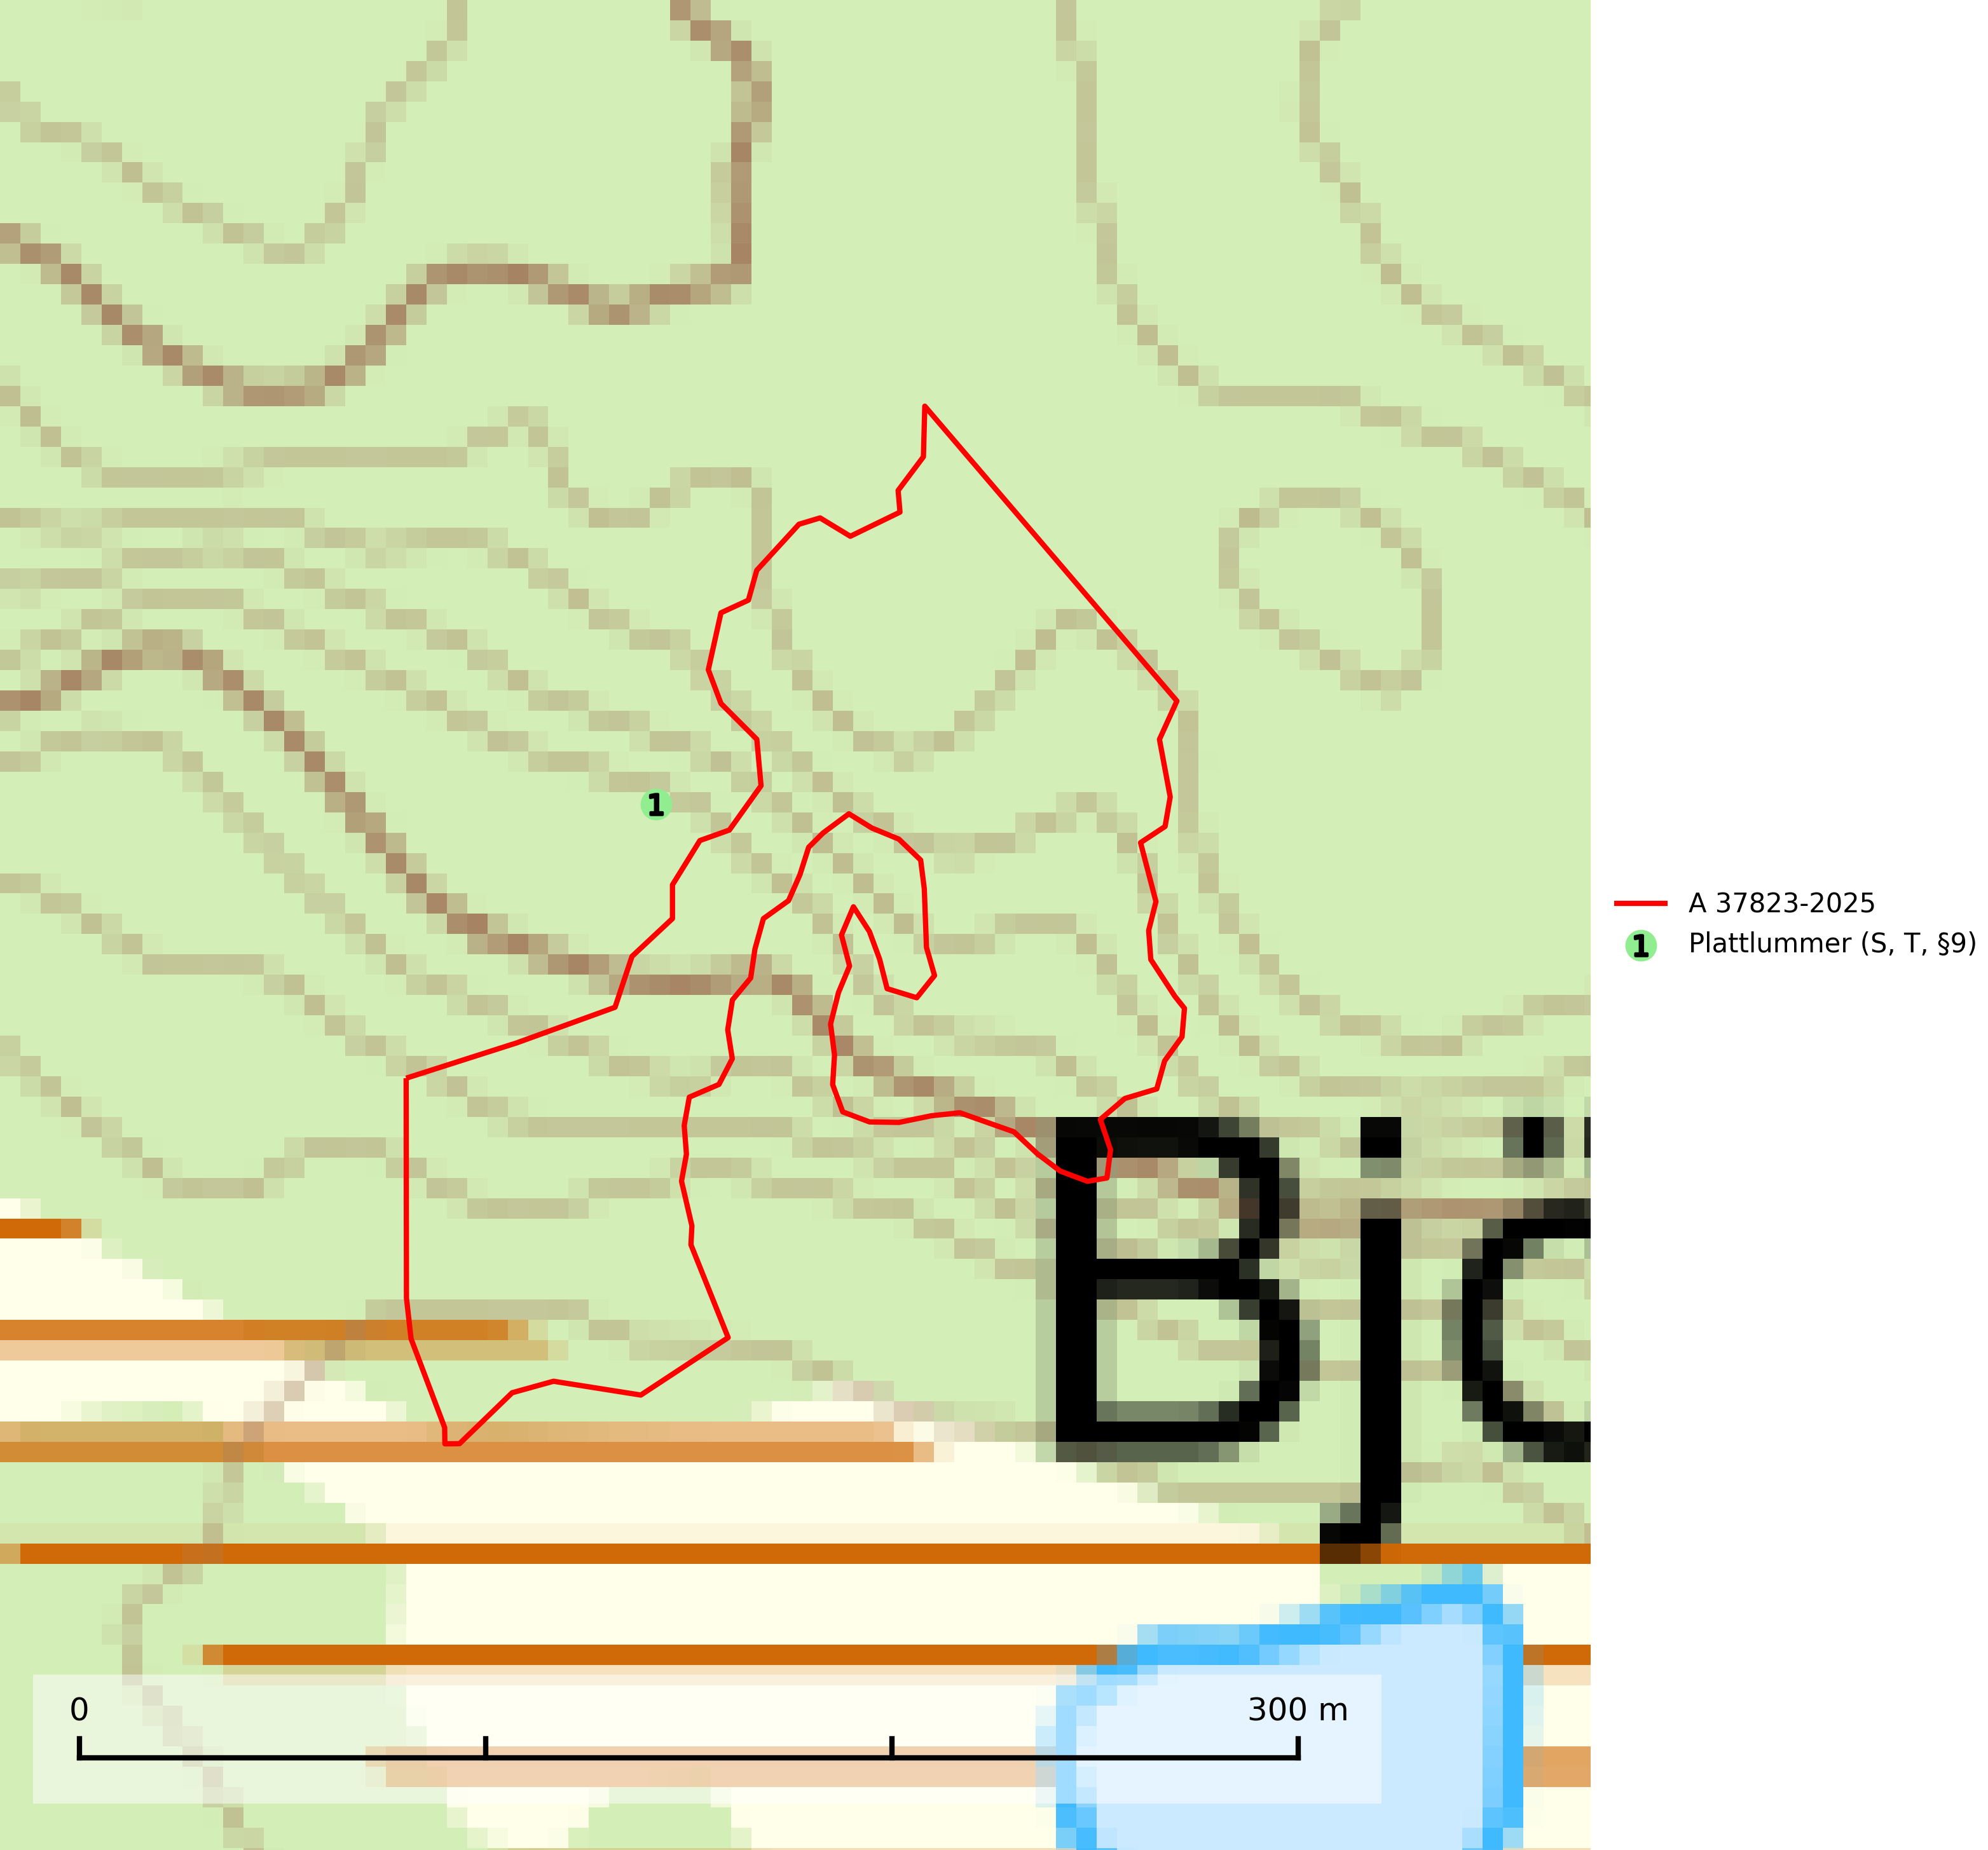 1
Bj
A 37823-2025
1 Plattlummer (S, T, §9)
0 300 m